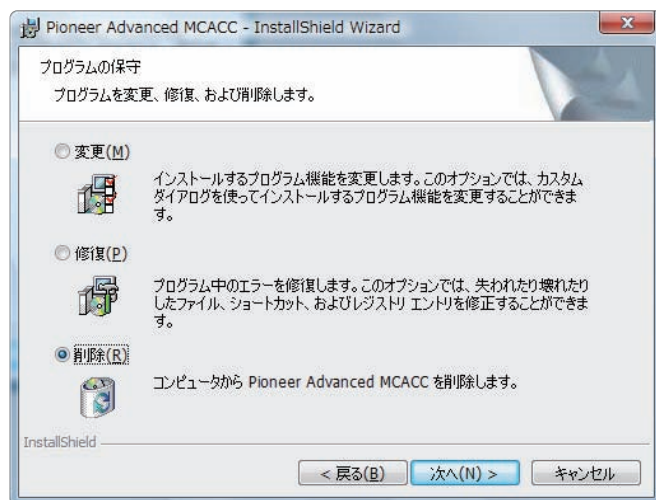 Pioneer Advanced MCACC - InstallShield Wizard
プログラムの保守
プログラムを変更、修復、および削除します。
変更(M)
インストールするプログラム機能を変更します。このオプションでは、カスタム
ダイアログを使ってインストールするプログラム機能を変更することができま
す。
修復(P)
プログラム中のエラーを修復します。このオプションでは、失われたり壊れたり
したファイル、ショートカット、およびレジストリ エントリを修正することができま
す。
削除(R)
コンピュータから Pioneer Advanced MCACC を削除します。
InstallShield
< 戻る(B) 次へ(N) > キャンセル